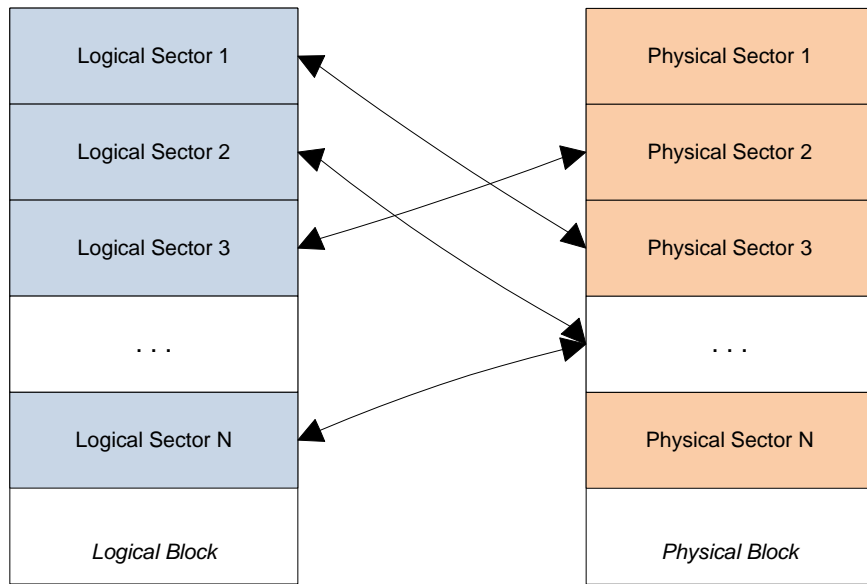 Logical Sector 1
Logical Sector 2
Logical Sector 3
. . .
Logical Sector N
Logical Block
Physical Sector 1
Physical Sector 2
Physical Sector 3
. . .
Physical Sector N
Physical Block